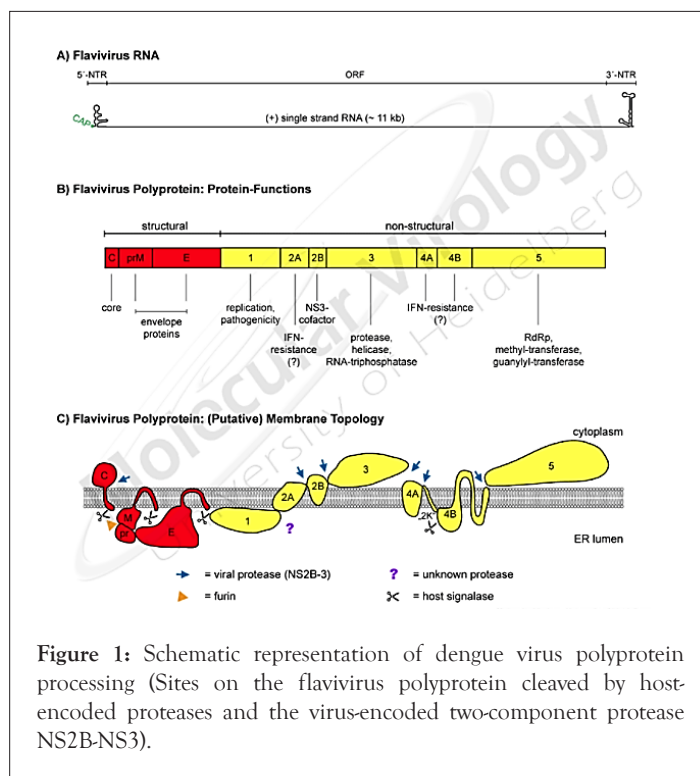 A) Flavivirus RNA
5´-NTR ORF 3´-NTR
CAP
(+) single strand RNA (~ 11 kb)
B) Flavivirus Polyprotein: Protein-Functions
structural non-structural
C prM E 1 2A 2B 3 4A 4B 5
core
envelope
proteins
replication,
pathogenicity
IFN-
resistance
(?)
NS3-
cofactor
protease,
helicase,
RNA-triphosphatase
IFN-resistance
(?)
RdRp,
methyl-transferase,
guanylyl-transferase
C) Flavivirus Polyprotein: (Putative) Membrane Topology
cytoplasm
C M pr E 1 2A 2B 3 4A 2K 4B 5
?
ER lumen
= viral protease (NS2B-3) ? = unknown protease
= furin = host signalase
Molecular Virology
University of Heidelberg
Figure 1: Schematic representation of dengue virus polyprotein
processing (Sites on the flavivirus polyprotein cleaved by host-
encoded proteases and the virus-encoded two-component protease
NS2B-NS3).